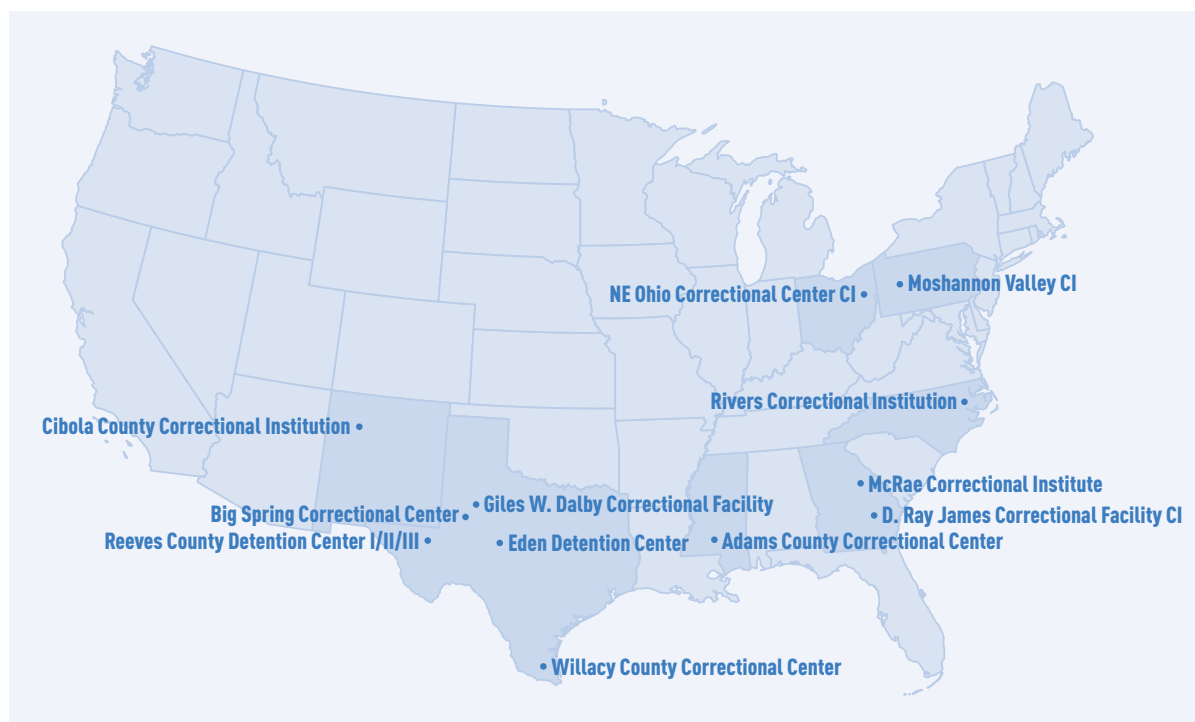 Moshannon Valley CI
NE Ohio Correctional Center CI
Rivers Correctional Institution
Cibola County Correctional Institution
McRae Correctional Institute
Giles W. Dalby Correctional Facility
Big Spring Correctional Center
D. Ray James Correctional Facility CI
Reeves County Detention Center I/II/III
Eden Detention Center
Adams County Correctional Center
Willacy County Correctional Center